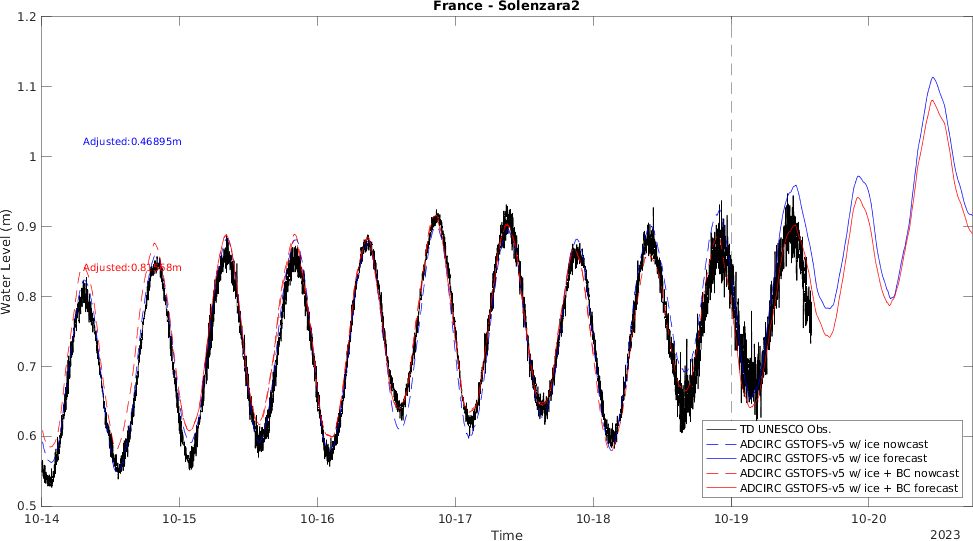 France - Solenzara2
1.2
1.1
1
0.9
0.8
0.7
0.6
0.5
Water Level (m)
Adjusted:0.46895m
10-14
10-15
10-16
10-17
10-18
10-19
10-20
Time
2023
TD UNESCO Obs.
ADCIRC GSTOFS-v5 w/ ice nowcast
ADCIRC GSTOFS-v5 w/ ice forecast
ADCIRC GSTOFS-v5 w/ ice + BC nowcast
ADCIRC GSTOFS-v5 w/ ice + BC forecast